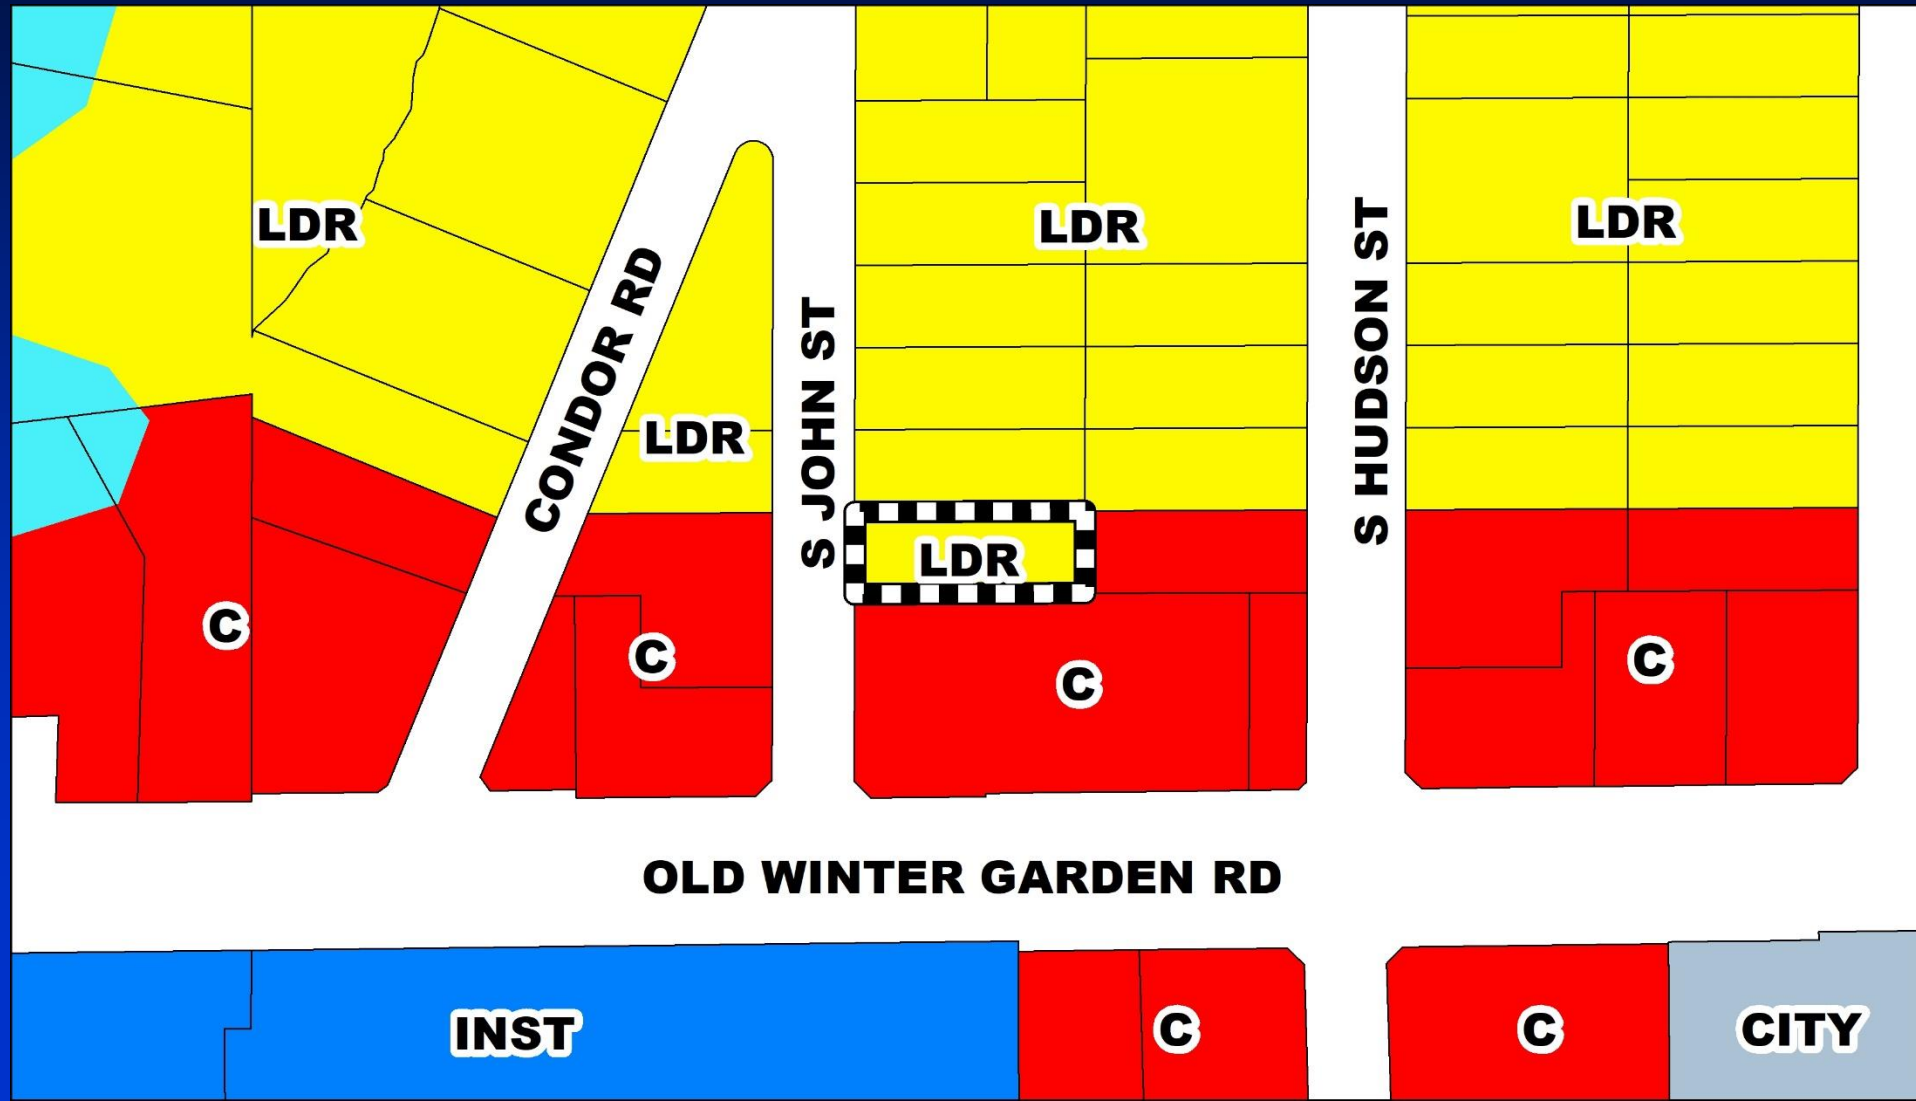 LDR
LDR
LDR
CONDOR RD
S JOHN ST
S HUDSON ST
LDR
LDR
C
C
C
C
OLD WINTER GARDEN RD
INST
C
C
CITY